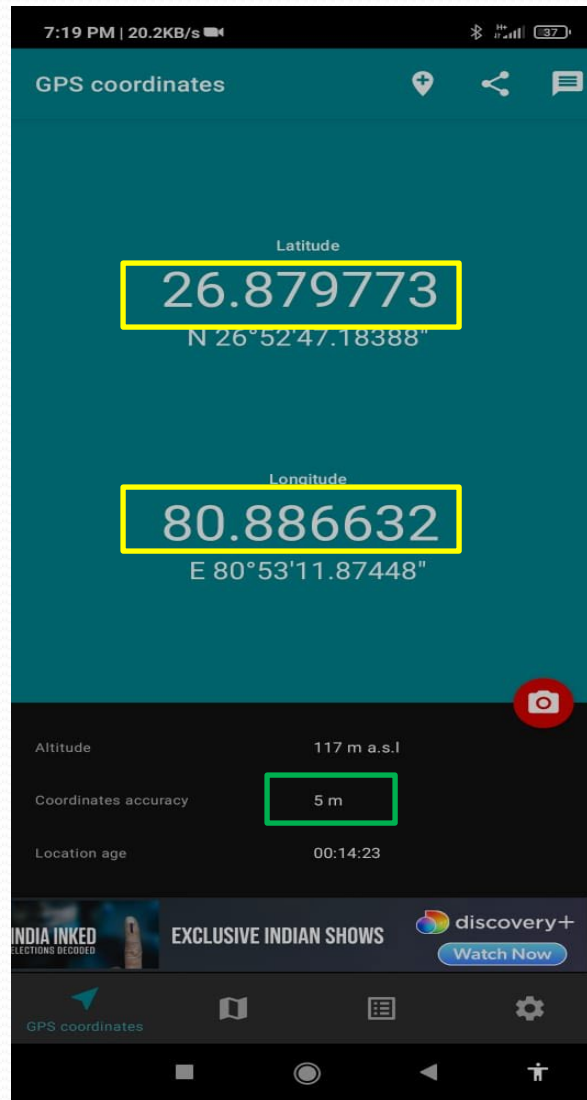 7:19 PM | 20.2KB/s
H+
37
GPS coordinates
Latitude
26.879773
N 26°52'47.18388"
Longitude
80.886632
E 80°53'11.87448"
Altitude 117 m a.s.l
Coordinates accuracy 5 m
Location age 00:14:23
INDIA INKED
ELECTIONS DECODED
EXCLUSIVE INDIAN SHOWS
discovery+
Watch Now
GPS coordinates